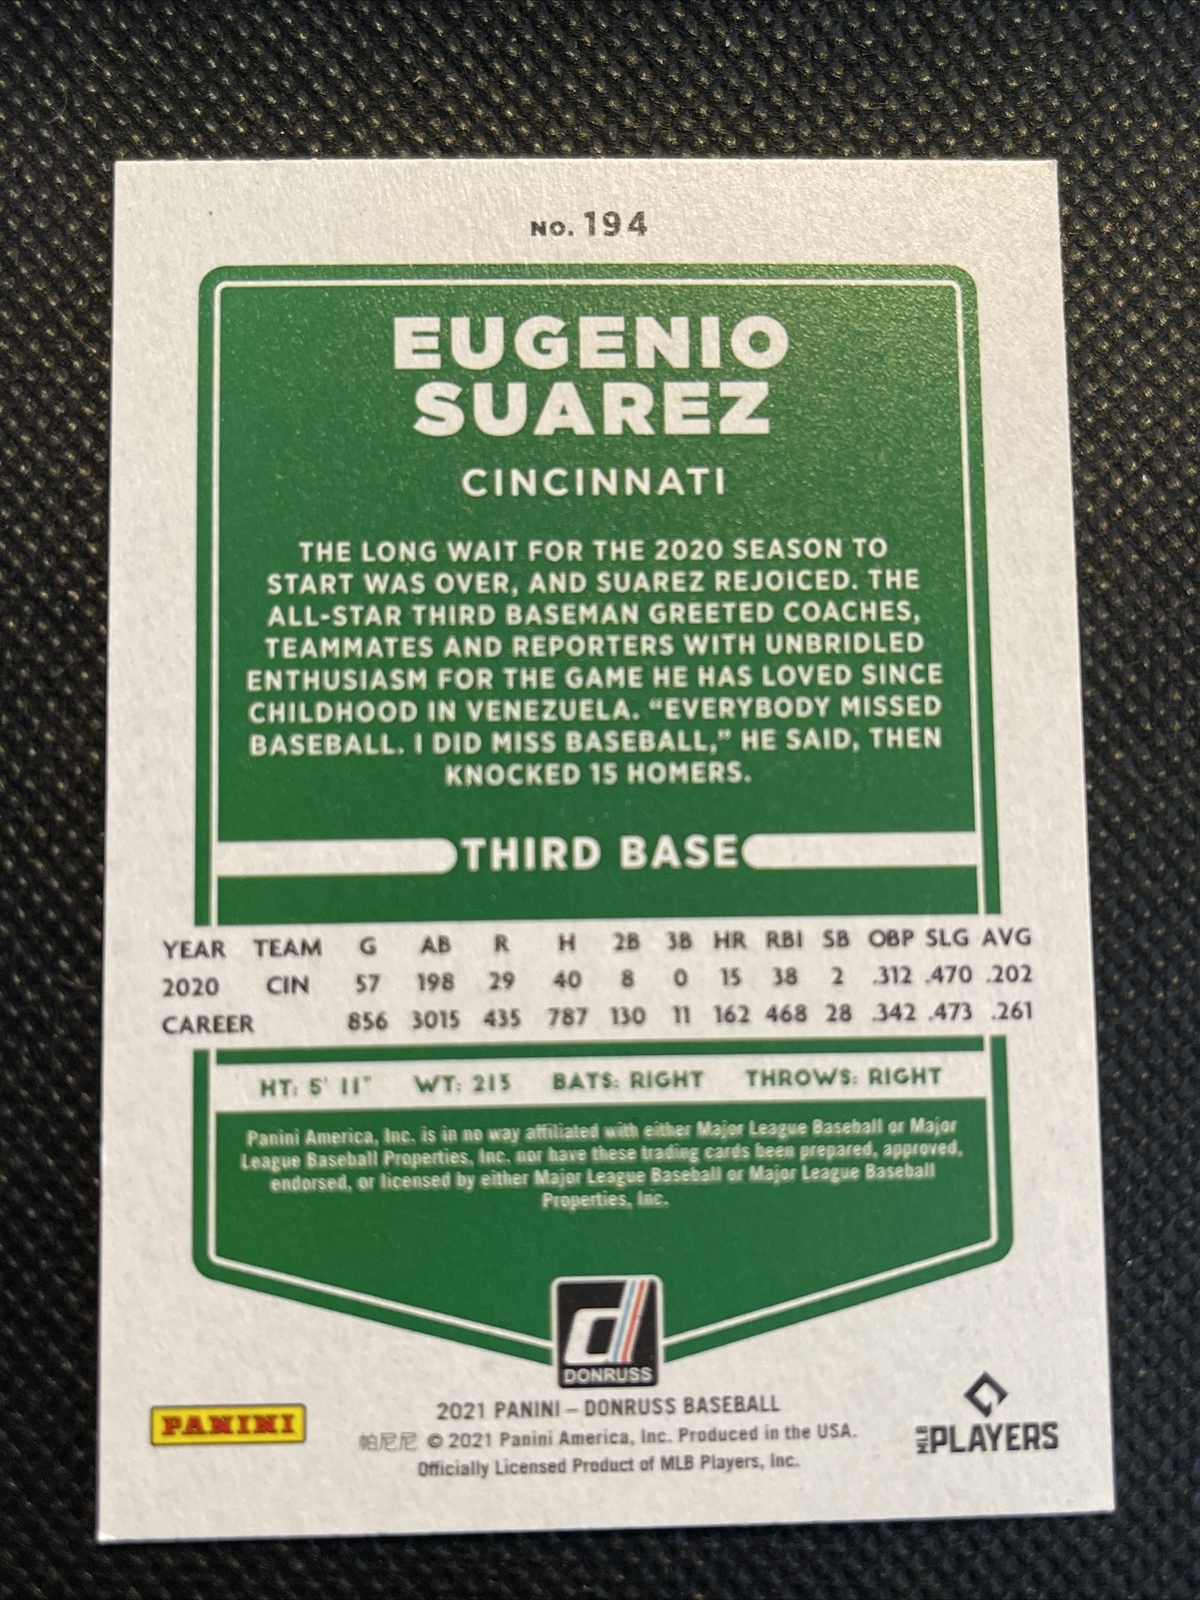 NO. 194
EUGENIO
SUAREZ
CINCINNATI
THE LONG WAIT FOR THE 2020 SEASON TO
START WAS OVER, AND SUAREZ REJOICED. THE
ALL-STAR THIRD BASEMAN GREETED COACHES,
TEAMMATES AND REPORTERS WITH UNBRIDLED
ENTHUSIASM FOR THE GAME HE HAS LOVED SINCE
CHILDHOOD IN VENEZUELA. “EVERYBODY MISSED
BASEBALL. I DID MISS BASEBALL,” HE SAID, THEN
KNOCKED 15 HOMERS.
THIRD BASE
YEAR TEAM G AB R H 2B 3B HR RBI SB OBP SLG AVG
2020 CIN 57 198 29 40 8 0 15 38 2 .312 .470 .202
CAREER 856 3015 435 787 130 11 162 468 28 .342 .473 .261
HT: 5' 11" WT: 215 BATS: RIGHT THROWS: RIGHT
Panini America, Inc. is in no way affiliated with either Major League Baseball or Major
League Baseball Properties, Inc. nor have these trading cards been prepared, approved,
endorsed, or licensed by either Major League Baseball or Major League Baseball
Properties, Inc.
d
DONRUSS
PANINI
2021 PANINI – DONRUSS BASEBALL
帕尼尼 © 2021 Panini America, Inc. Produced in the USA.
Officially Licensed Product of MLB Players, Inc.
MLB PLAYERS